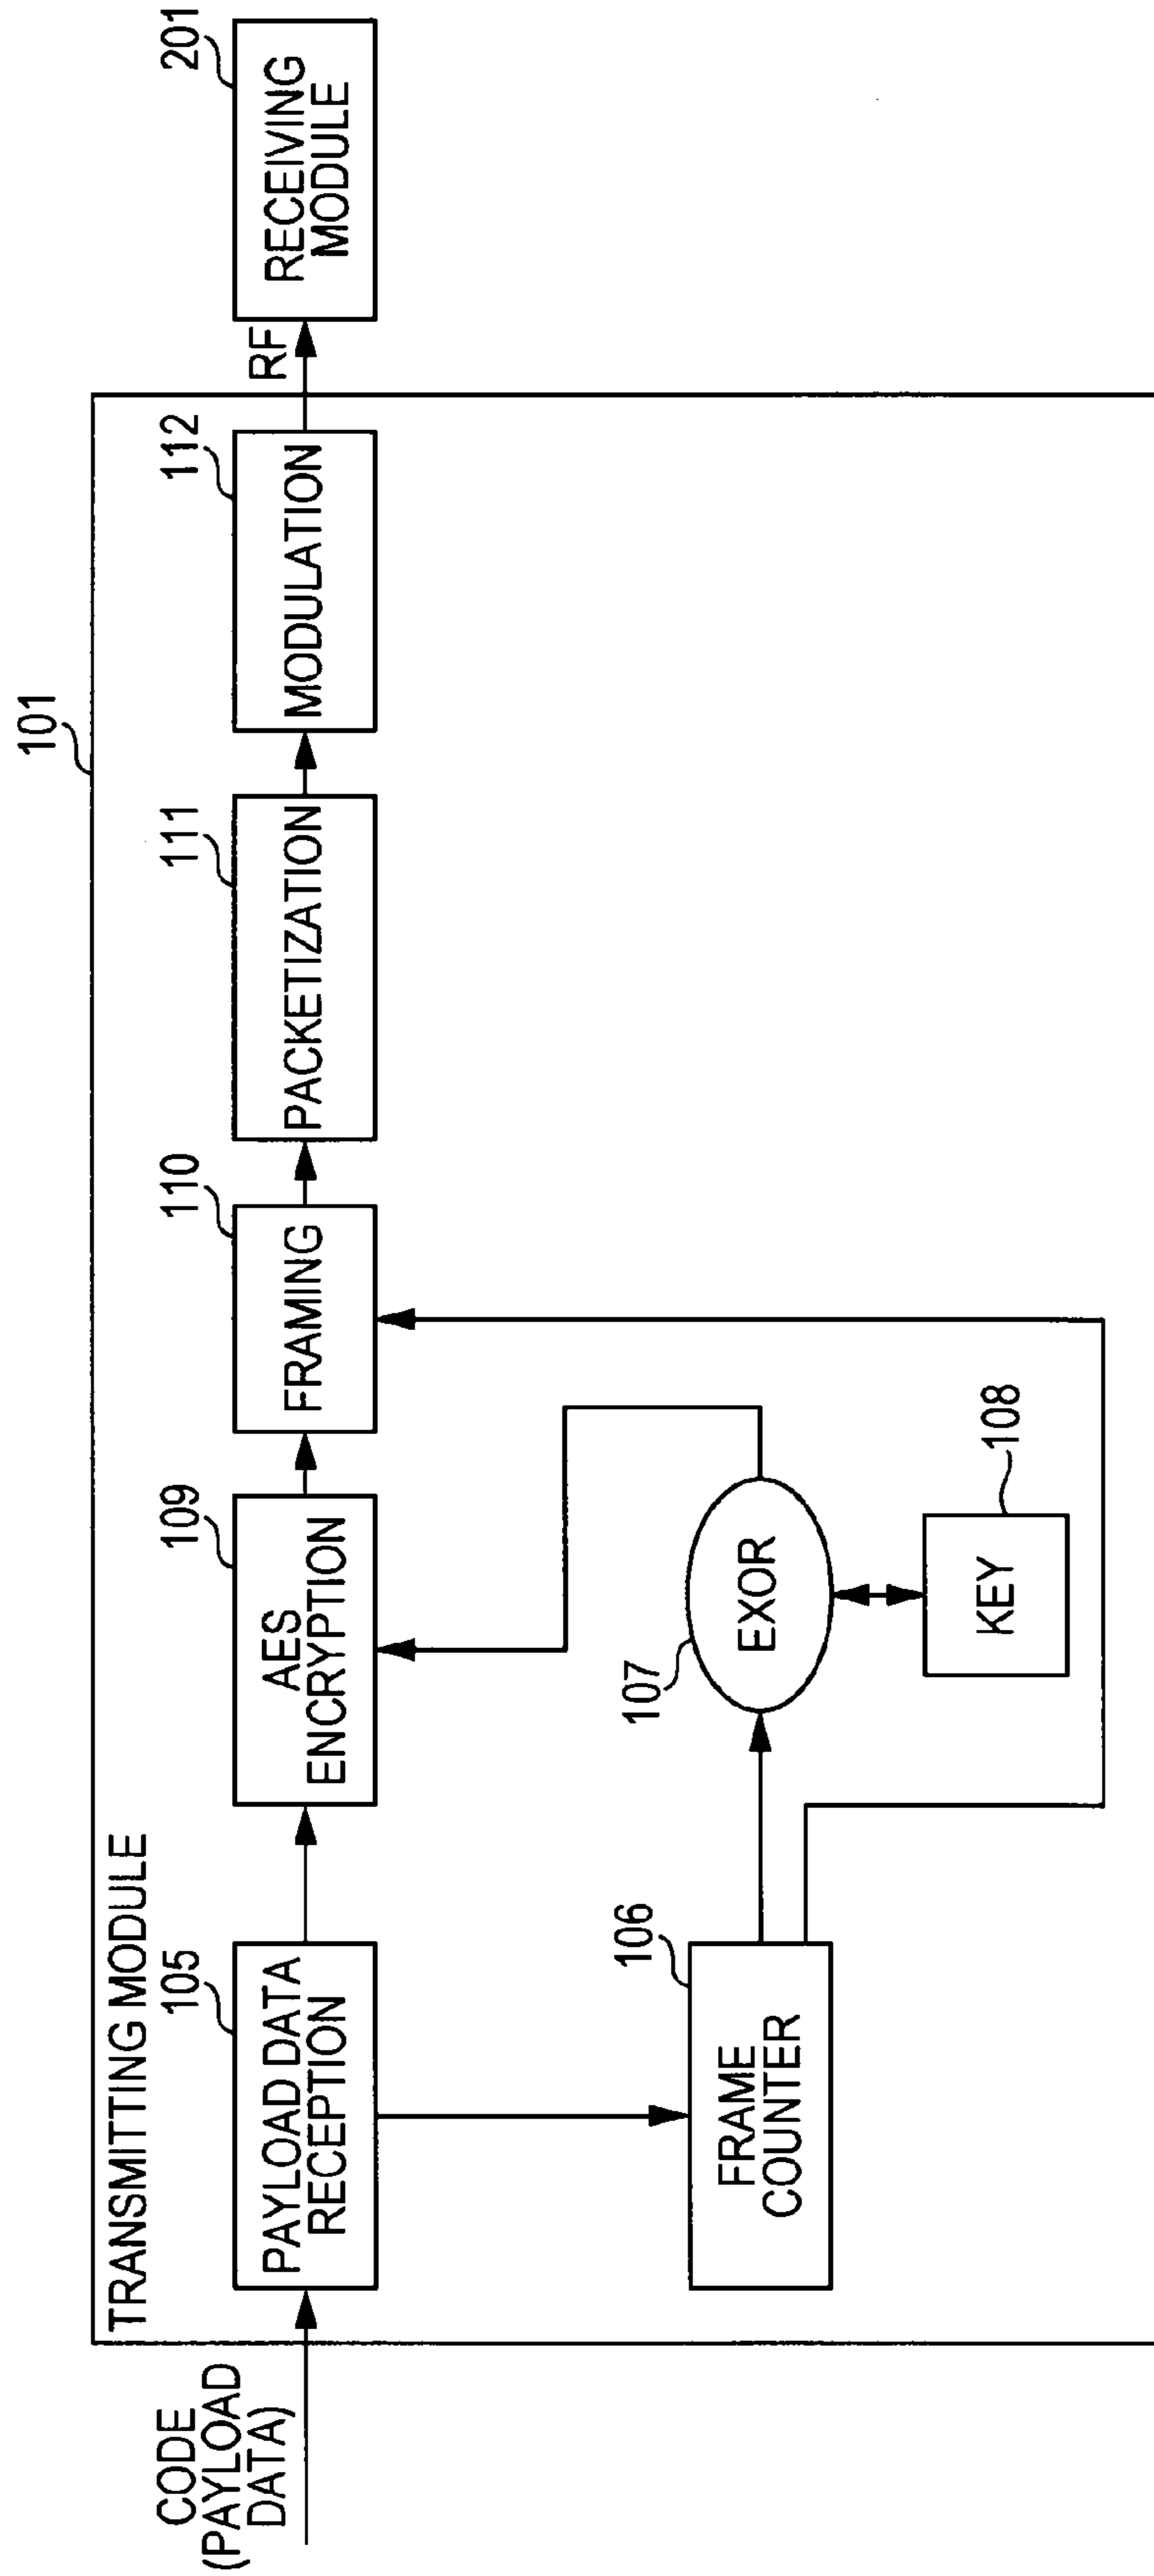 101
201
TRANSMITTING MODULE
CODE
(PAYLOAD
DATA)
105
PAYLOAD DATA
RECEPTION
109
AES
ENCRYPTION
110
FRAMING
111
PACKETIZATION
112
MODULATION
RF
RECEIVING
MODULE
106
FRAME
COUNTER
107
EXOR
108
KEY